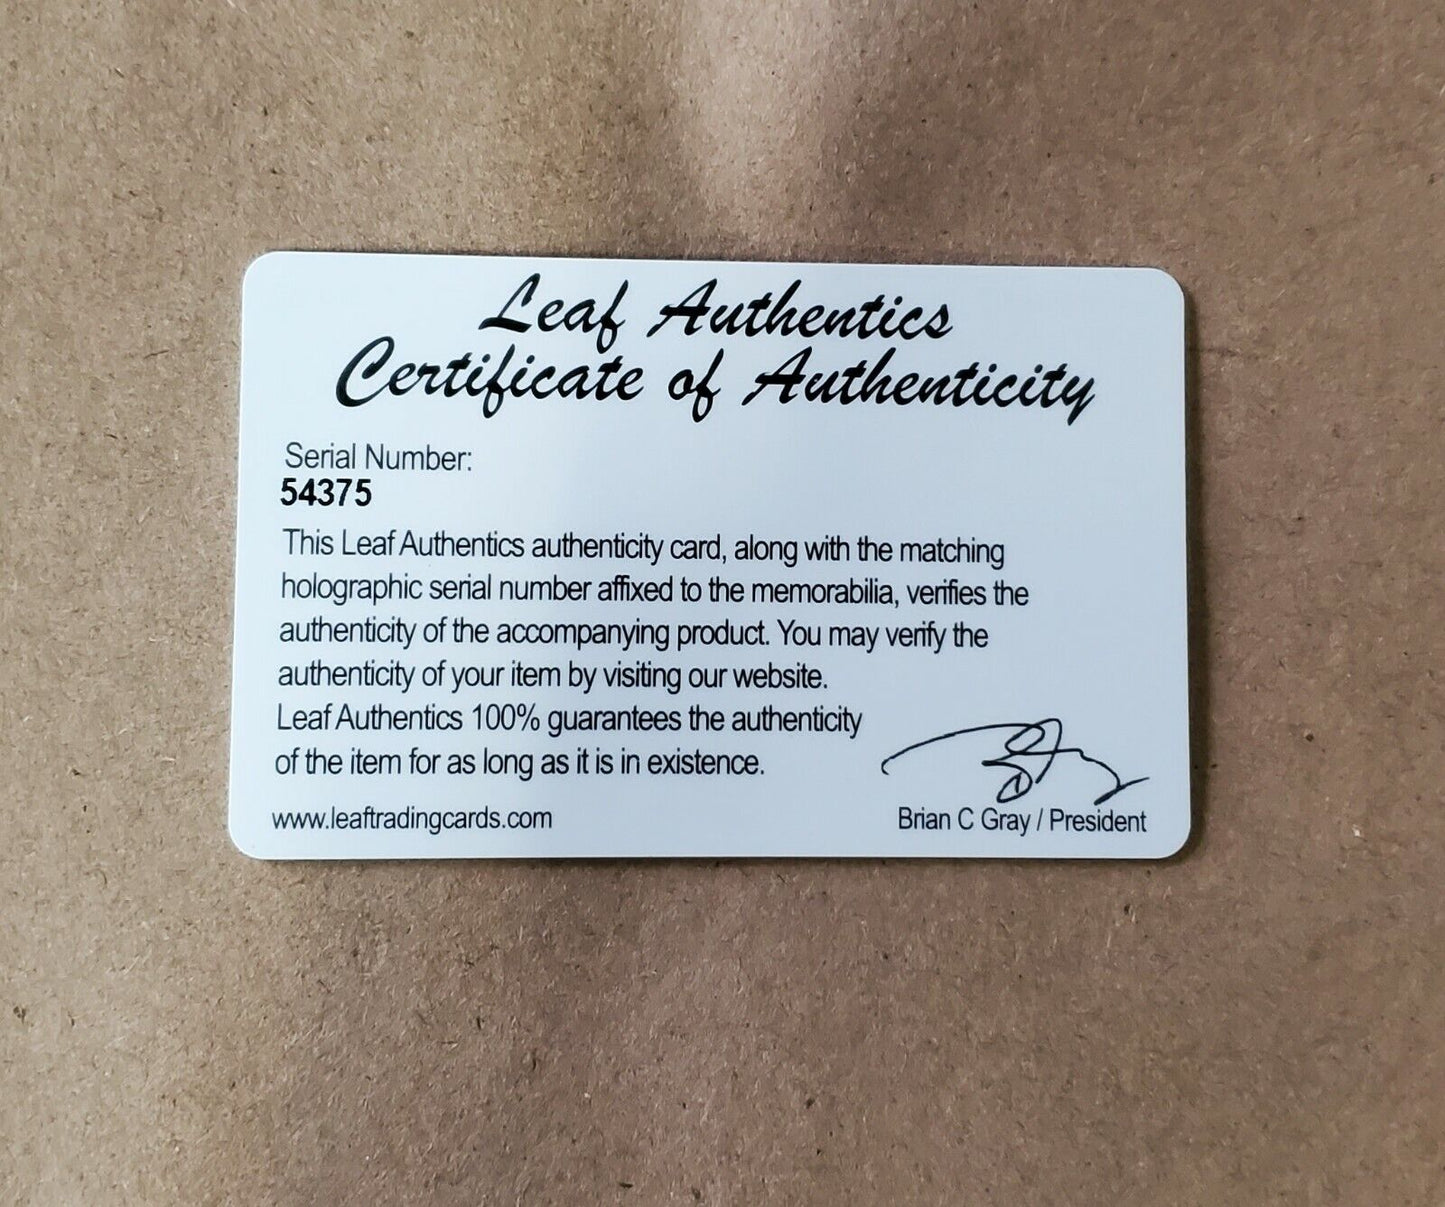 Leaf Authentics
Certificate of Authenticity
Serial Number:
54375
This Leaf Authentics authenticity card, along with the matching
holographic serial number affixed to the memorabilia, verifies the
authenticity of the accompanying product. You may verify the
authenticity of your item by visiting our website.
Leaf Authentics 100% guarantees the authenticity
of the item for as long as it is in existence.
www.leaftradingcards.com
Brian C Gray / President